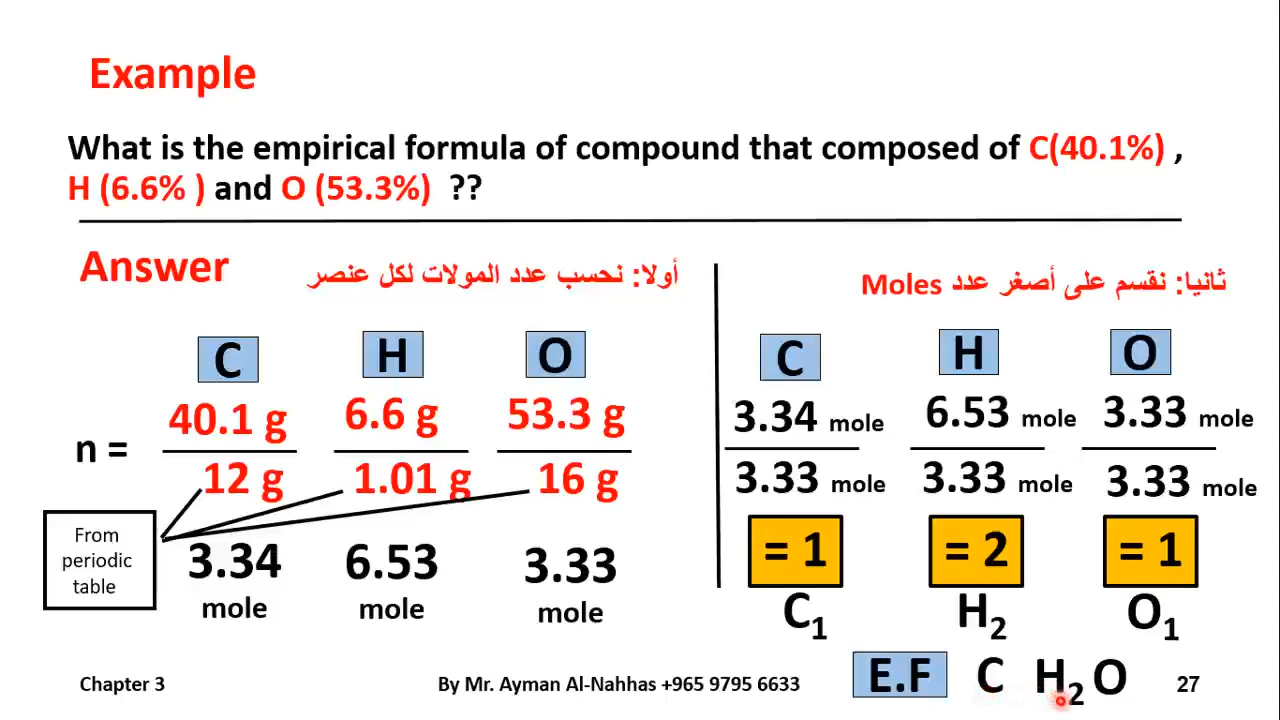 Example
What is the empirical formula of compound that composed of C(40.1%) ,
H (6.6% ) and O (53.3%) ??
Answer
أولا: نحسب عدد المولات لكل عنصر
C H O
n = 40.1 g 6.6 g 53.3 g
12 g 1.01 g 16 g
From
periodic
table
3.34 6.53 3.33
mole mole mole
ثانيا: نقسم على أصغر عدد Moles
C H O
3.34 mole 6.53 mole 3.33 mole
3.33 mole 3.33 mole 3.33 mole
= 1 = 2 = 1
C₁ H₂ O₁
E.F C H₂ O
Chapter 3 By Mr. Ayman Al-Nahhas +965 9795 6633 27